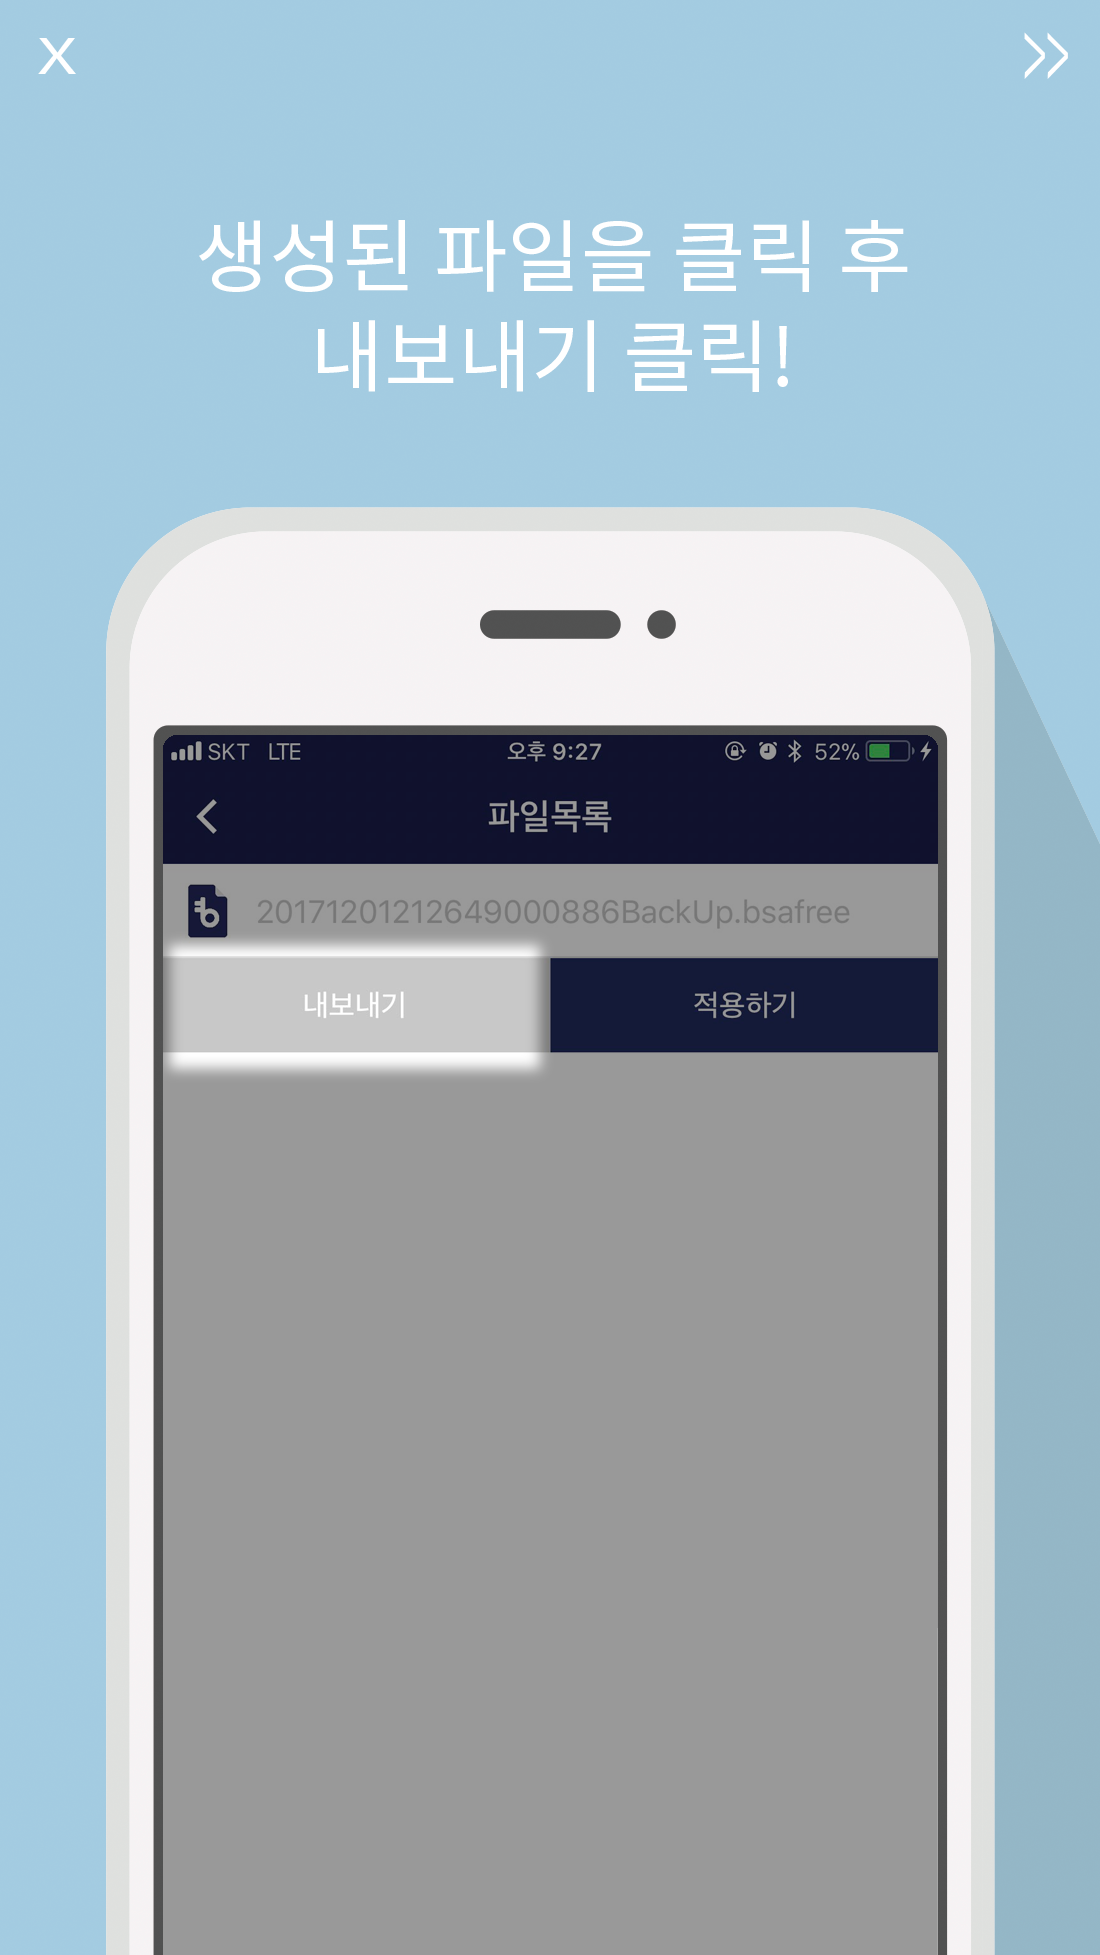 X
생성된 파일을 클릭 후
내보내기 클릭!
SKT LTE 오후 9:27 52%
파일목록
20171201212649000886BackUp.bsafree
내보내기 적용하기